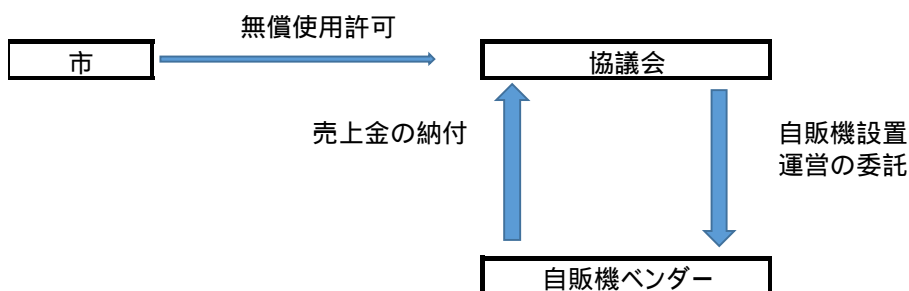 無償使用許可
市
協議会
売上金の納付
自販機設置
運営の委託
自販機ベンダー